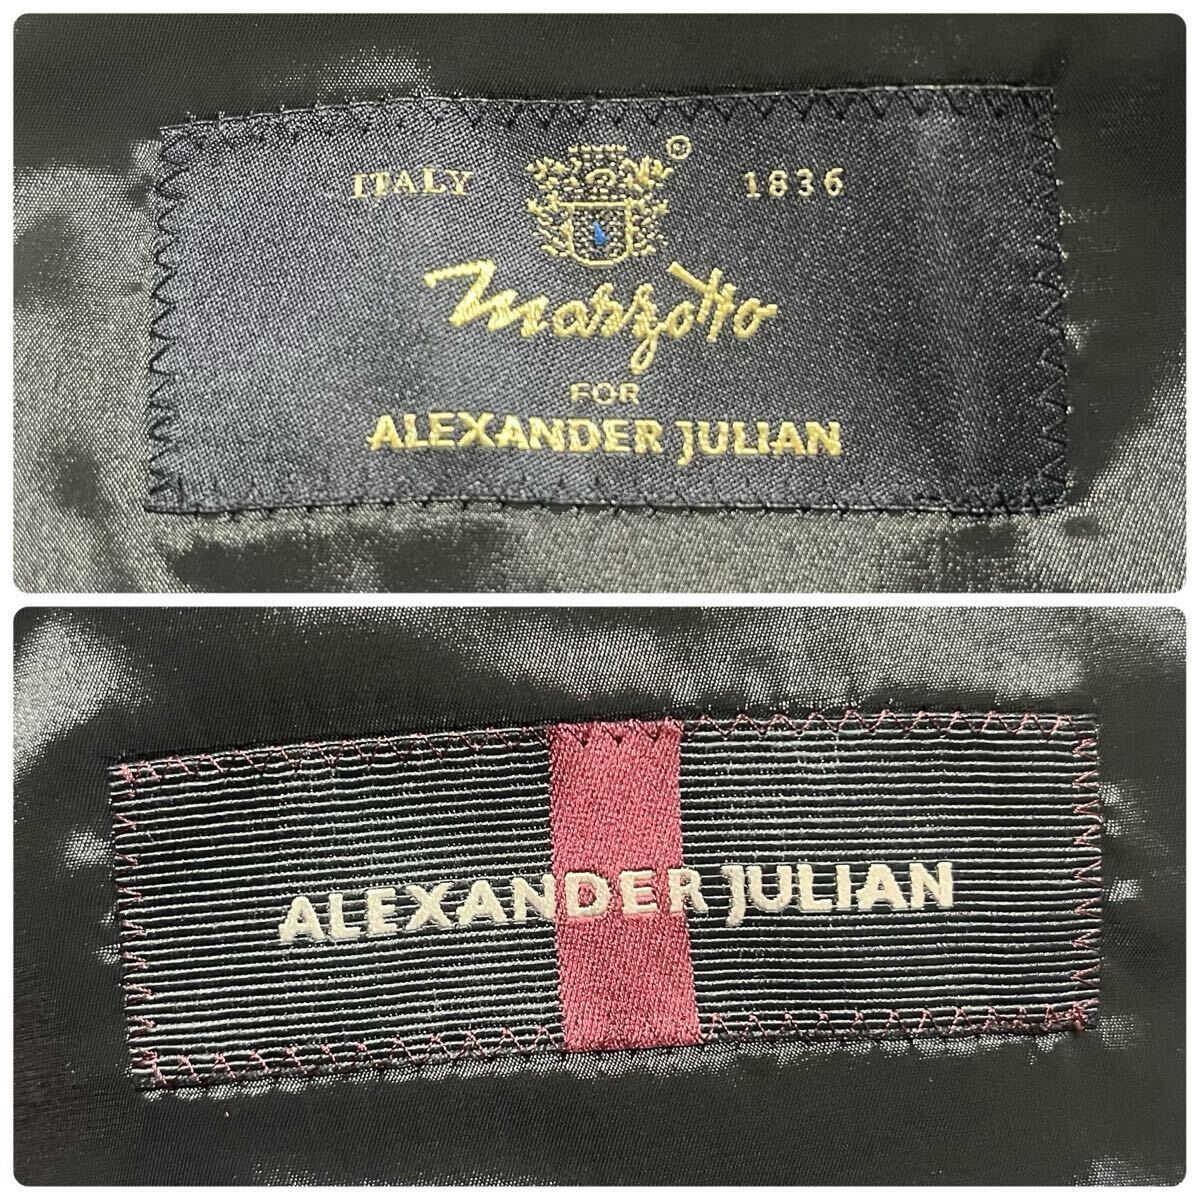 ITALY ® 1836
Marzotto
FOR
ALEXANDER JULIAN
ALEXANDER JULIAN